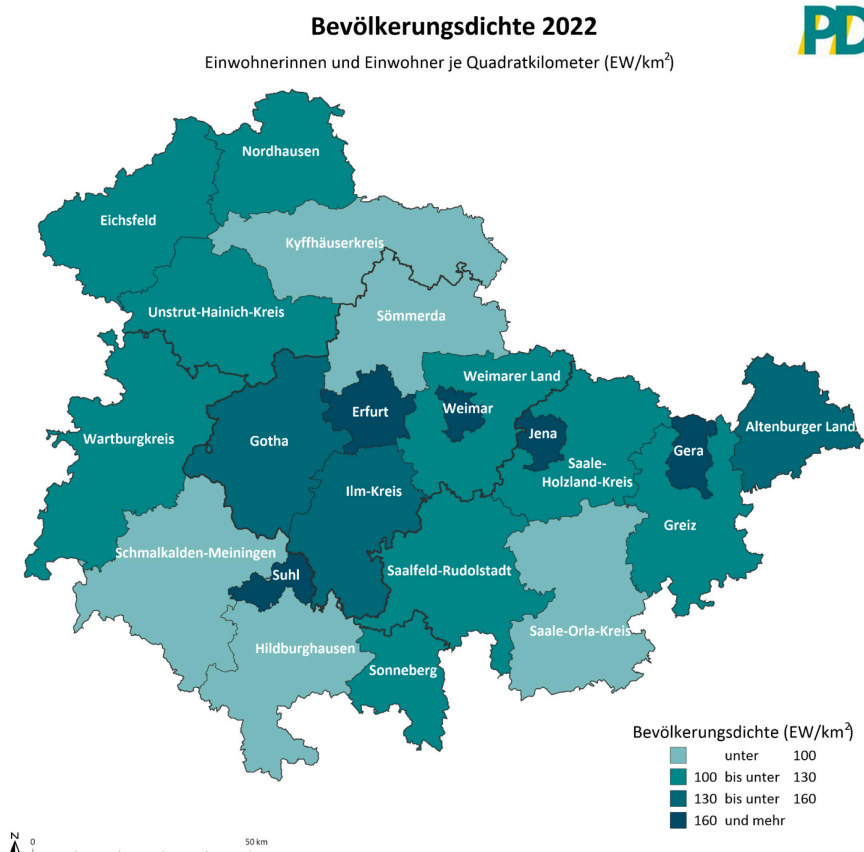 Bevölkerungsdichte 2022
PD
Einwohnerinnen und Einwohner je Quadratkilometer (EW/km²)
Nordhausen
Eichsfeld
Kyffhäuserkreis
Unstrut-Hainich-Kreis
Sömmerda
Weimarer Land
Erfurt
Weimar
Wartburgkreis
Gotha
Jena
Gera
Altenburger Land
Saale-
Holzland-Kreis
Ilm-Kreis
Greiz
Schmalkalden-Meiningen
Suhl
Saalfeld-Rudolstadt
Saale-Orla-Kreis
Hildburghausen
Sonneberg
Bevölkerungsdichte (EW/km²)
unter 100
100 bis unter 130
130 bis unter 160
160 und mehr
N
0 50 km